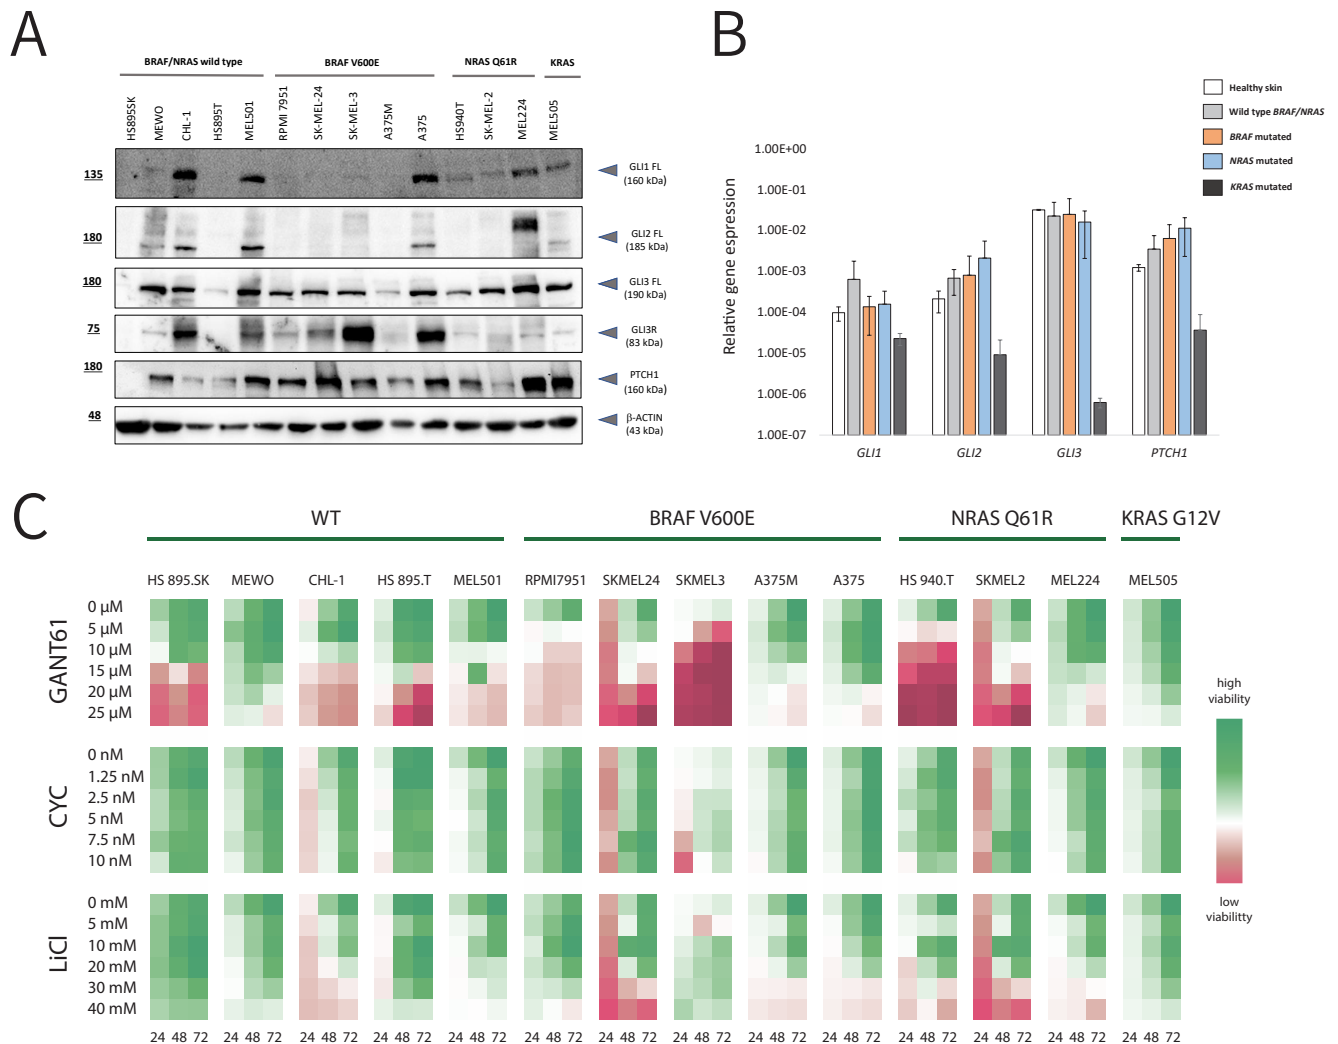 A
BRAF/NRAS wild type
BRAF V600E
NRAS Q61R
KRAS
HS895SK
MEWO
CHL-1
HS895T
MEL501
RPMI 7951
SK-MEL-24
SK-MEL-3
A375M
A375
HS940T
SK-MEL-2
MEL224
MEL505
135
GLI1 FL
(160 kDa)
180
GLI2 FL
(185 kDa)
180
GLI3 FL
(190 kDa)
75
GLI3R
(83 kDa)
180
PTCH1
(160 kDa)
48
β-ACTIN
(43 kDa)
B
Healthy skin
Wild type BRAF/NRAS
BRAF mutated
NRAS mutated
KRAS mutated
Relative gene espression
1.00E+00
1.00E-01
1.00E-02
1.00E-03
1.00E-04
1.00E-05
1.00E-06
1.00E-07
GLI1
GLI2
GLI3
PTCH1
C
WT
BRAF V600E
NRAS Q61R
KRAS G12V
HS 895.SK
MEWO
CHL-1
HS 895.T
MEL501
RPMI7951
SKMEL24
SKMEL3
A375M
A375
HS 940.T
SKMEL2
MEL224
MEL505
GANT61
0 µM
5 µM
10 µM
15 µM
20 µM
25 µM
CYC
0 nM
1.25 nM
2.5 nM
5 nM
7.5 nM
10 nM
LiCl
0 mM
5 mM
10 mM
20 mM
30 mM
40 mM
24 48 72 24 48 72 24 48 72 24 48 72 24 48 72 24 48 72 24 48 72 24 48 72 24 48 72 24 48 72 24 48 72 24 48 72 24 48 72 24 48 72
high
viability
low
viabilitty